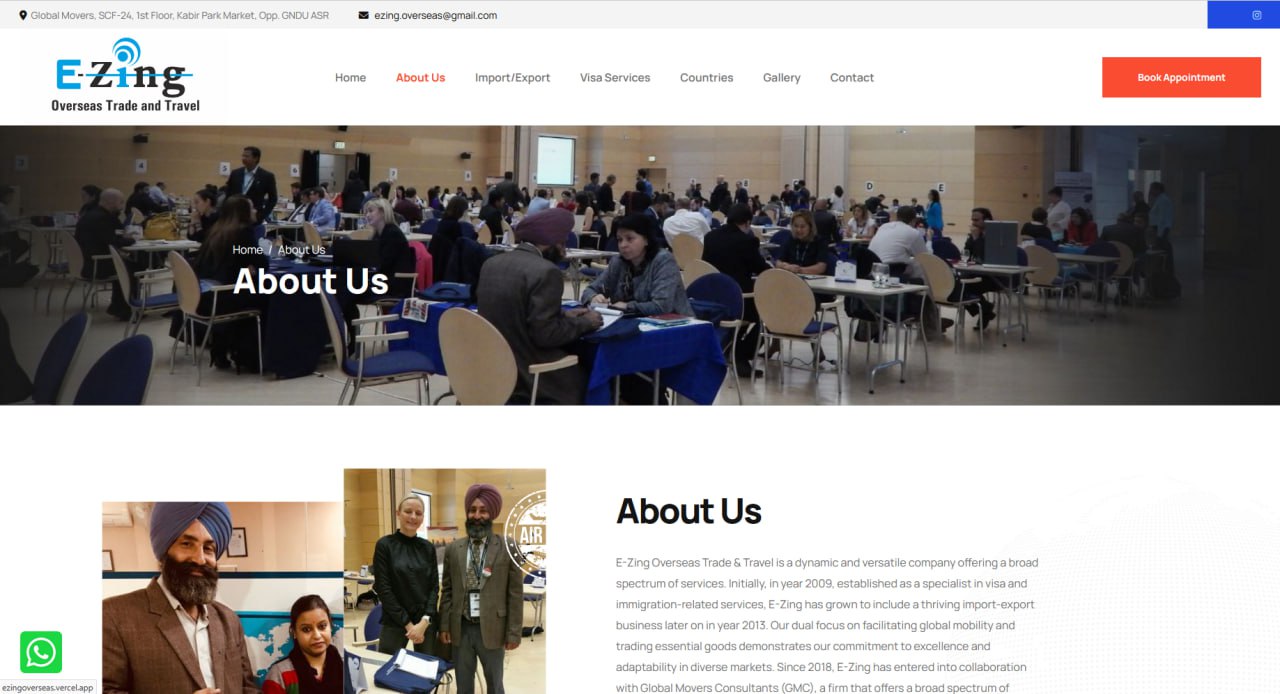 Global Movers, SCF-24, 1st Floor, Kabir Park Market, Opp. GNDU ASR
ezing.overseas@gmail.com
E-Zing
Overseas Trade and Travel
Home
About Us
Import/Export
Visa Services
Countries
Gallery
Contact
Book Appointment
3
4
5
6
7
B
D
E
Home / About Us
About Us
AIR
About Us
E-Zing Overseas Trade & Travel is a dynamic and versatile company offering a broad
spectrum of services. Initially, in year 2009, established as a specialist in visa and
immigration-related services, E-Zing has grown to include a thriving import-export
business later on in year 2013. Our dual focus on facilitating global mobility and
trading essential goods demonstrates our commitment to excellence and
adaptability in diverse markets. Since 2018, E-Zing has entered into collaboration
with Global Movers Consultants (GMC), a firm that offers a broad spectrum of
ezingoverseas.vercel.app